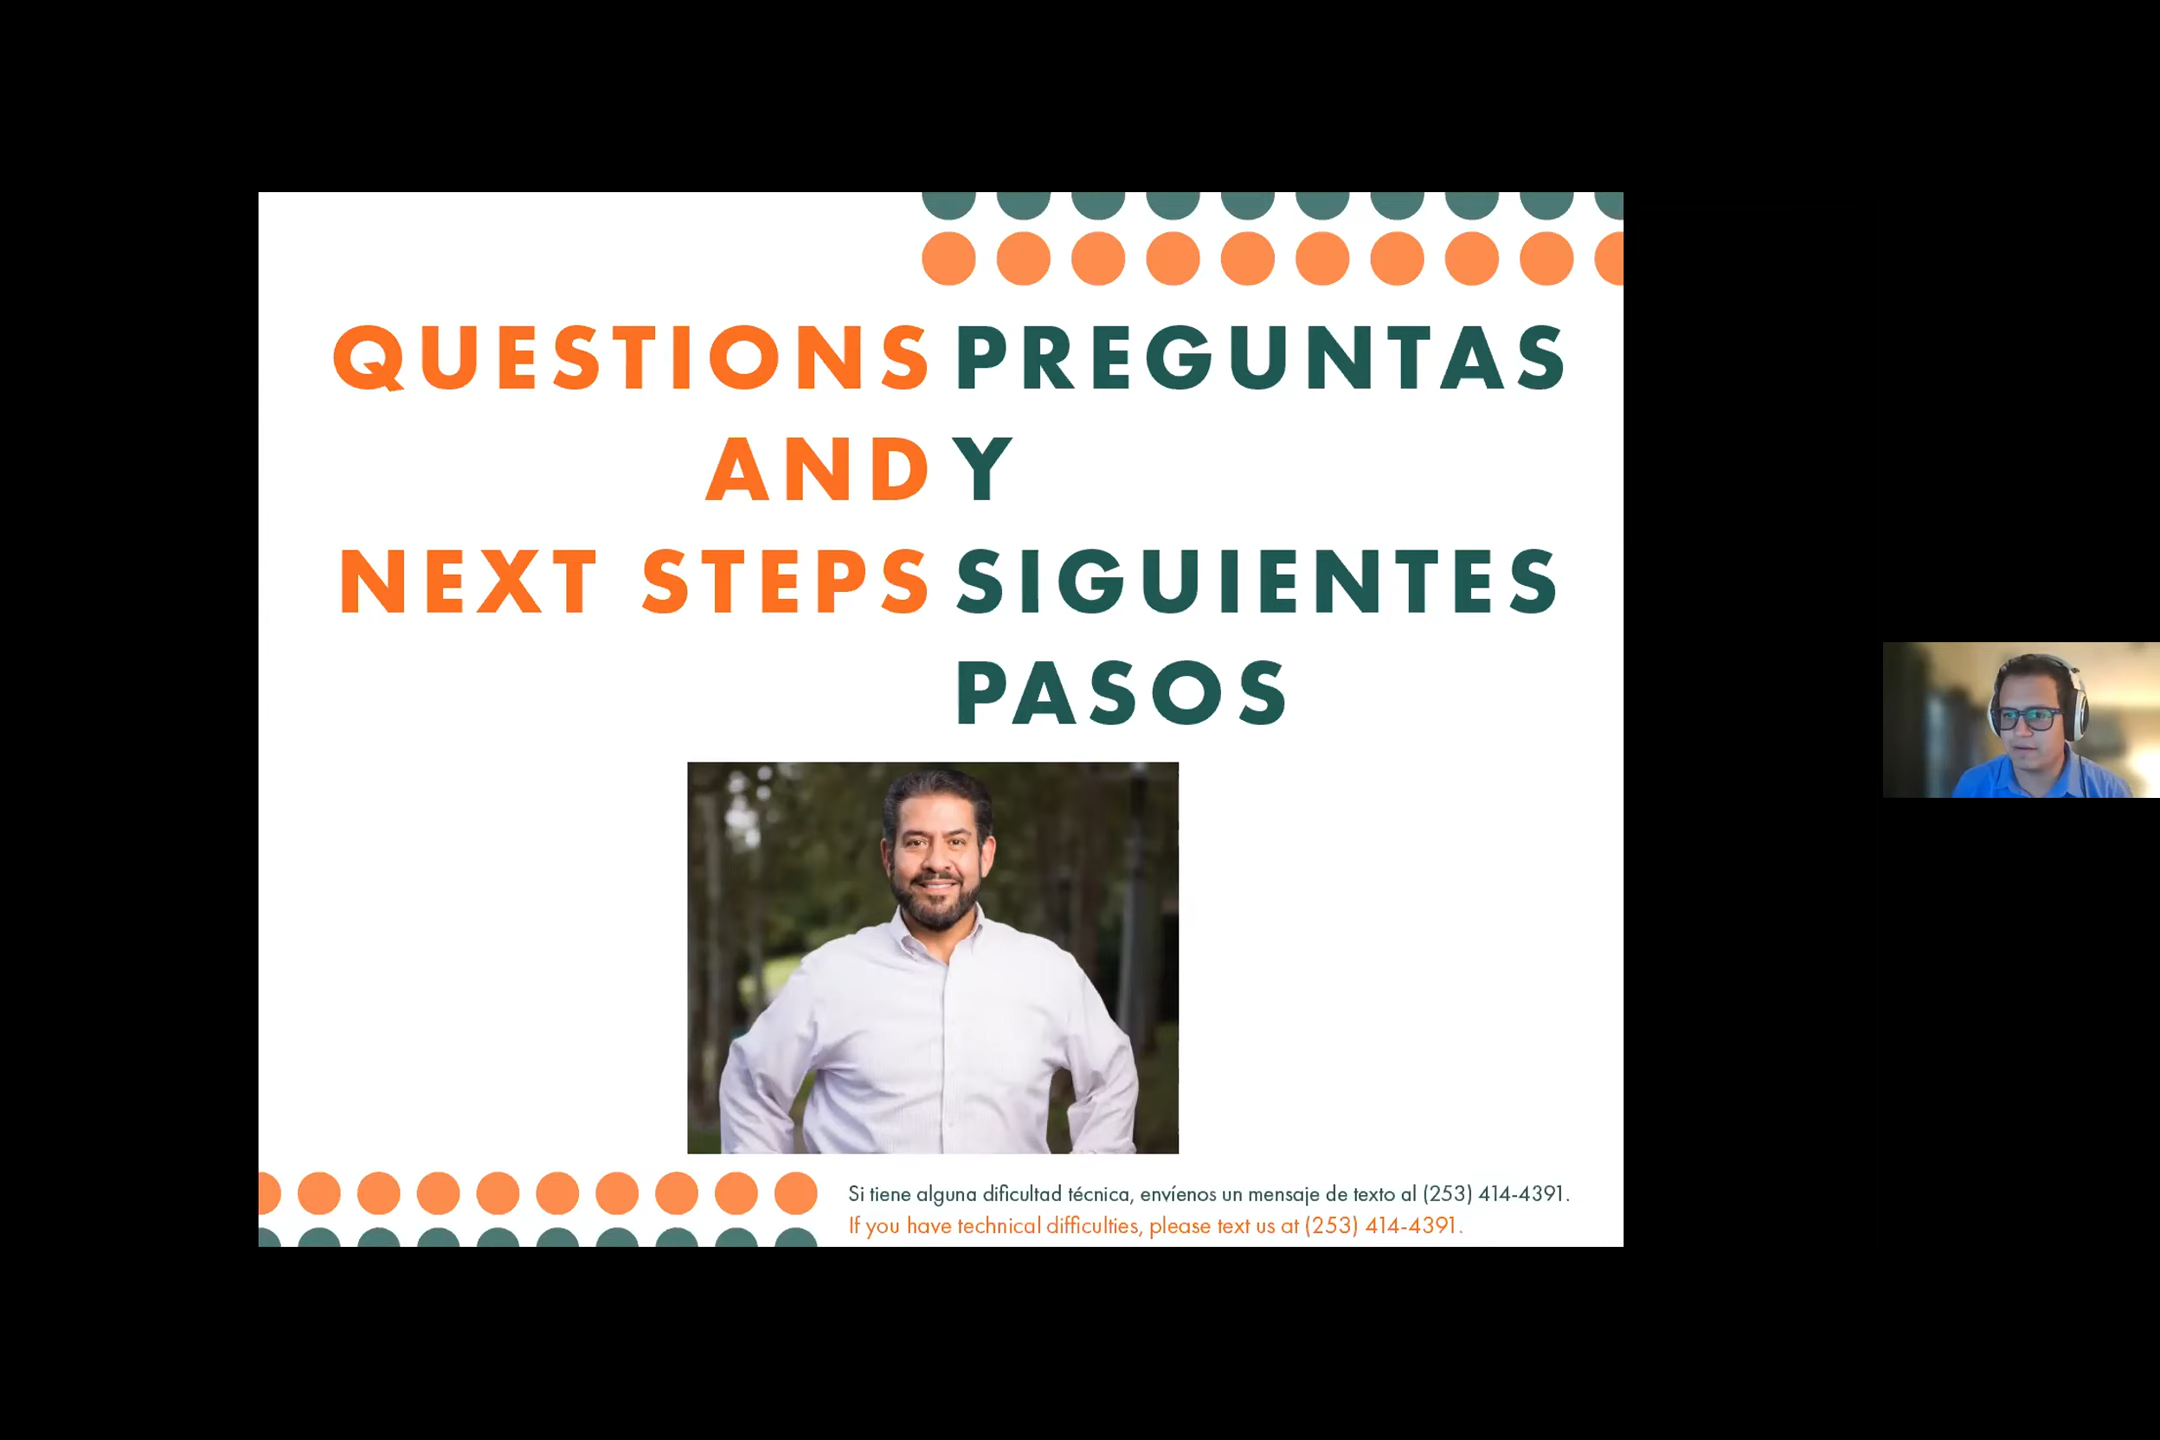 QUESTIONS
AND
NEXT STEPS
PREGUNTAS
Y
SIGUIENTES
PASOS
Si tiene alguna dificultad técnica, envíenos un mensaje de texto al (253) 414-4391.
If you have technical difficulties, please text us at (253) 414-4391.